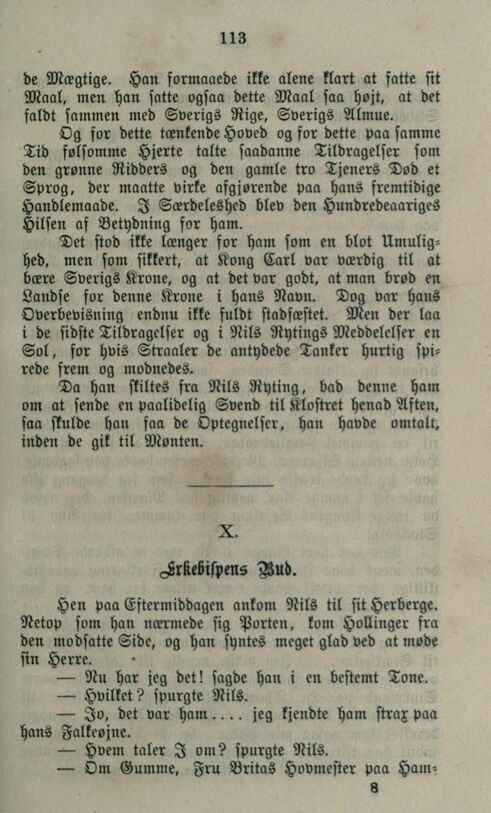 113
de Mægtige. Han formaaede ikke alene klart at fatte sit
Maal, men han satte ogsaa dette Maal saa højt, at det
faldt sammen med Sverigs Rige, Sverigs Almue.
Og for dette tænkende Hoved og for dette paa samme
Tid følsomme Hjerte talte saadanne Tildragelser som
den grønne Ridders og den gamle tro Tjeners Død et
Sprog, der maatte virke afgjørende paa hans fremtidige
Handlemaade. I Særdeleshed blev den Hundredeaariges
Hilsen af Betydning for ham.
Det stod ikke længer for ham som en blot Umulig-
hed, men som sikkert, at Kong Carl var værdig til at
bære Sverigs Krone, og at det var godt, at man brød en
Landse for denne Krone i hans Navn. Dog var hans
Overbevisning endnu ikke fuldt stadfæstet. Men der laa
i de sidste Tildragelser og i Nils Rytings Meddelelser en
Sol, for hvis Straaler de antydede Tanker hurtig spi-
rede frem og modnedes.
Da han skiltes fra Nils Ryting, bad denne ham
om at sende en paalidelig Svend til Klostret henad Aften,
saa skulde han faa de Optegnelser, han havde omtalt,
inden de gik til Mønten.
X.
Erkebispens Bud.
Hen paa Eftermiddagen ankom Nils til sit Herberge.
Netop som han nærmede sig Porten, kom Hollinger fra
den modsatte Side, og han syntes meget glad ved at møde
sin Herre.
— Nu har jeg det! sagde han i en bestemt Tone.
— Hvilket? spurgte Nils.
— Jo, det var ham.... jeg kjendte ham strax paa
hans Falkeøjne.
— Hvem taler I om? spurgte Nils.
— Om Gumme, Fru Britas Hovmester paa Ham-
8